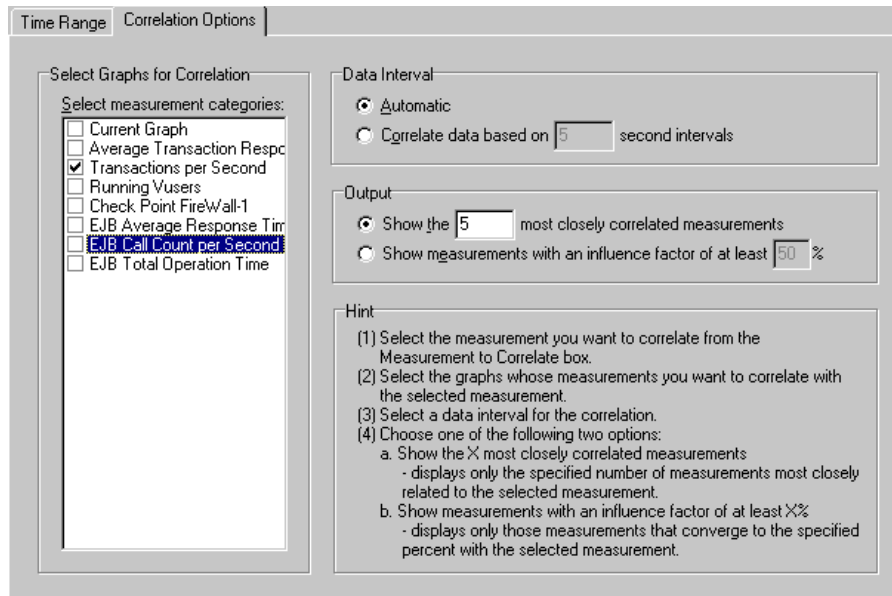 Time Range
Correlation Options
Select Graphs for Correlation
Select measurement categories:
Current Graph
Average Transaction Respc
Transactions per Second
Running Vusers
Check Point FireWall-1
EJB Average Response Tim
EJB Call Count per Second
EJB Total Operation Time
Data Interval
Automatic
Correlate data based on 5 second intervals
Output
Show the 5 most closely correlated measurements
Show measurements with an influence factor of at least 50 %
Hint
(1) Select the measurement you want to correlate from the
Measurement to Correlate box.
(2) Select the graphs whose measurements you want to correlate with
the selected measurement.
(3) Select a data interval for the correlation.
(4) Choose one of the following two options:
a. Show the X most closely correlated measurements
- displays only the specified number of measurements most closely
related to the selected measurement.
b. Show measurements with an influence factor of at least X%
- displays only those measurements that converge to the specified
percent with the selected measurement.